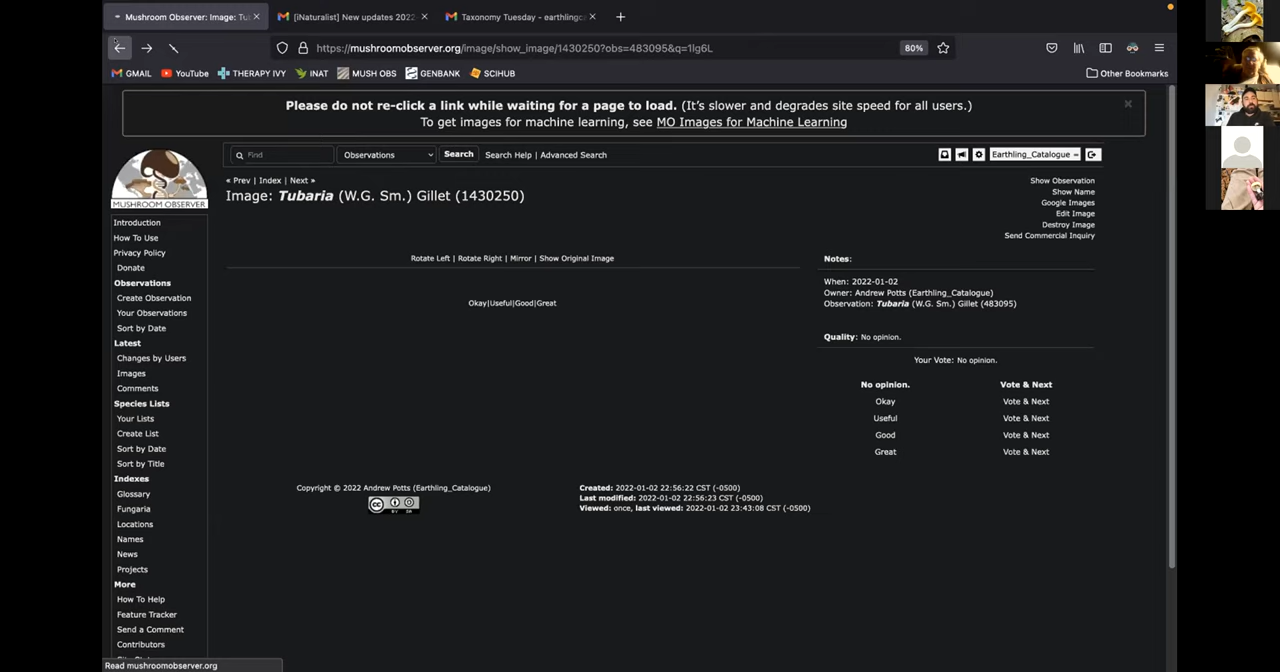 Mushroom Observer: Image: Tu
[iNaturalist] New updates 2022-
Taxonomy Tuesday - earthlingc
https://mushroomobserver.org/image/show_image/1430250?obs=483095&q=1lg6L
80%
GMAIL YouTube THERAPY IVY INAT MUSH OBS GENBANK SCIHUB Other Bookmarks
Please do not re-click a link while waiting for a page to load. (It's slower and degrades site speed for all users.)
To get images for machine learning, see MO Images for Machine Learning
MUSHROOM OBSERVER
Find Observations Search Search Help | Advanced Search Earthling_Catalogue
« Prev | Index | Next »
Image: Tubaria (W.G. Sm.) Gillet (1430250)
Show Observation
Show Name
Google Images
Edit Image
Destroy Image
Send Commercial Inquiry
Introduction
How To Use
Privacy Policy
Donate
Observations
Create Observation
Your Observations
Sort by Date
Latest
Changes by Users
Images
Comments
Species Lists
Your Lists
Create List
Sort by Date
Sort by Title
Indexes
Glossary
Fungaria
Locations
Names
News
Projects
More
How To Help
Feature Tracker
Send a Comment
Contributors
Rotate Left | Rotate Right | Mirror | Show Original Image
Okay|Useful|Good|Great
Notes:
When: 2022-01-02
Owner: Andrew Potts (Earthling_Catalogue)
Observation: Tubaria (W.G. Sm.) Gillet (483095)
Quality: No opinion.
Your Vote: No opinion.
No opinion. Vote & Next
Okay Vote & Next
Useful Vote & Next
Good Vote & Next
Great Vote & Next
Copyright © 2022 Andrew Potts (Earthling_Catalogue)
CC BY SA
Created: 2022-01-02 22:56:22 CST (-0500)
Last modified: 2022-01-02 22:56:23 CST (-0500)
Viewed: once, last viewed: 2022-01-02 23:43:08 CST (-0500)
Read mushroomobserver.org